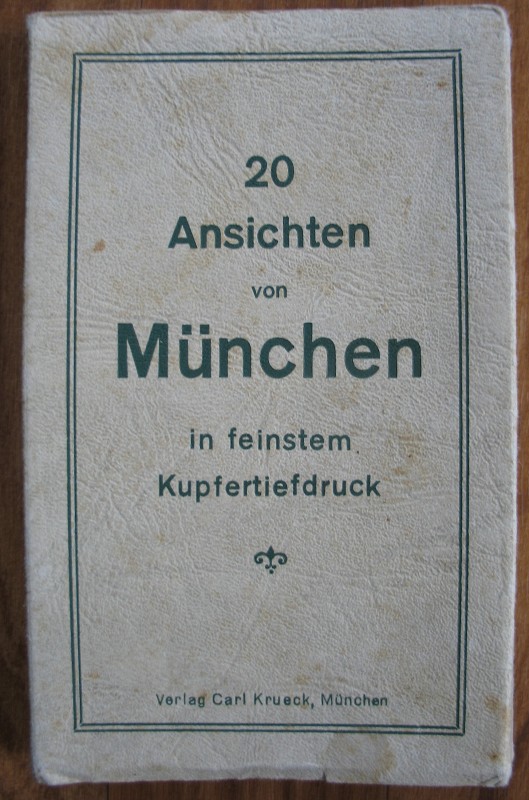 20
Ansichten
von
München
in feinstem
Kupfertiefdruck
Verlag Carl Krueck, München